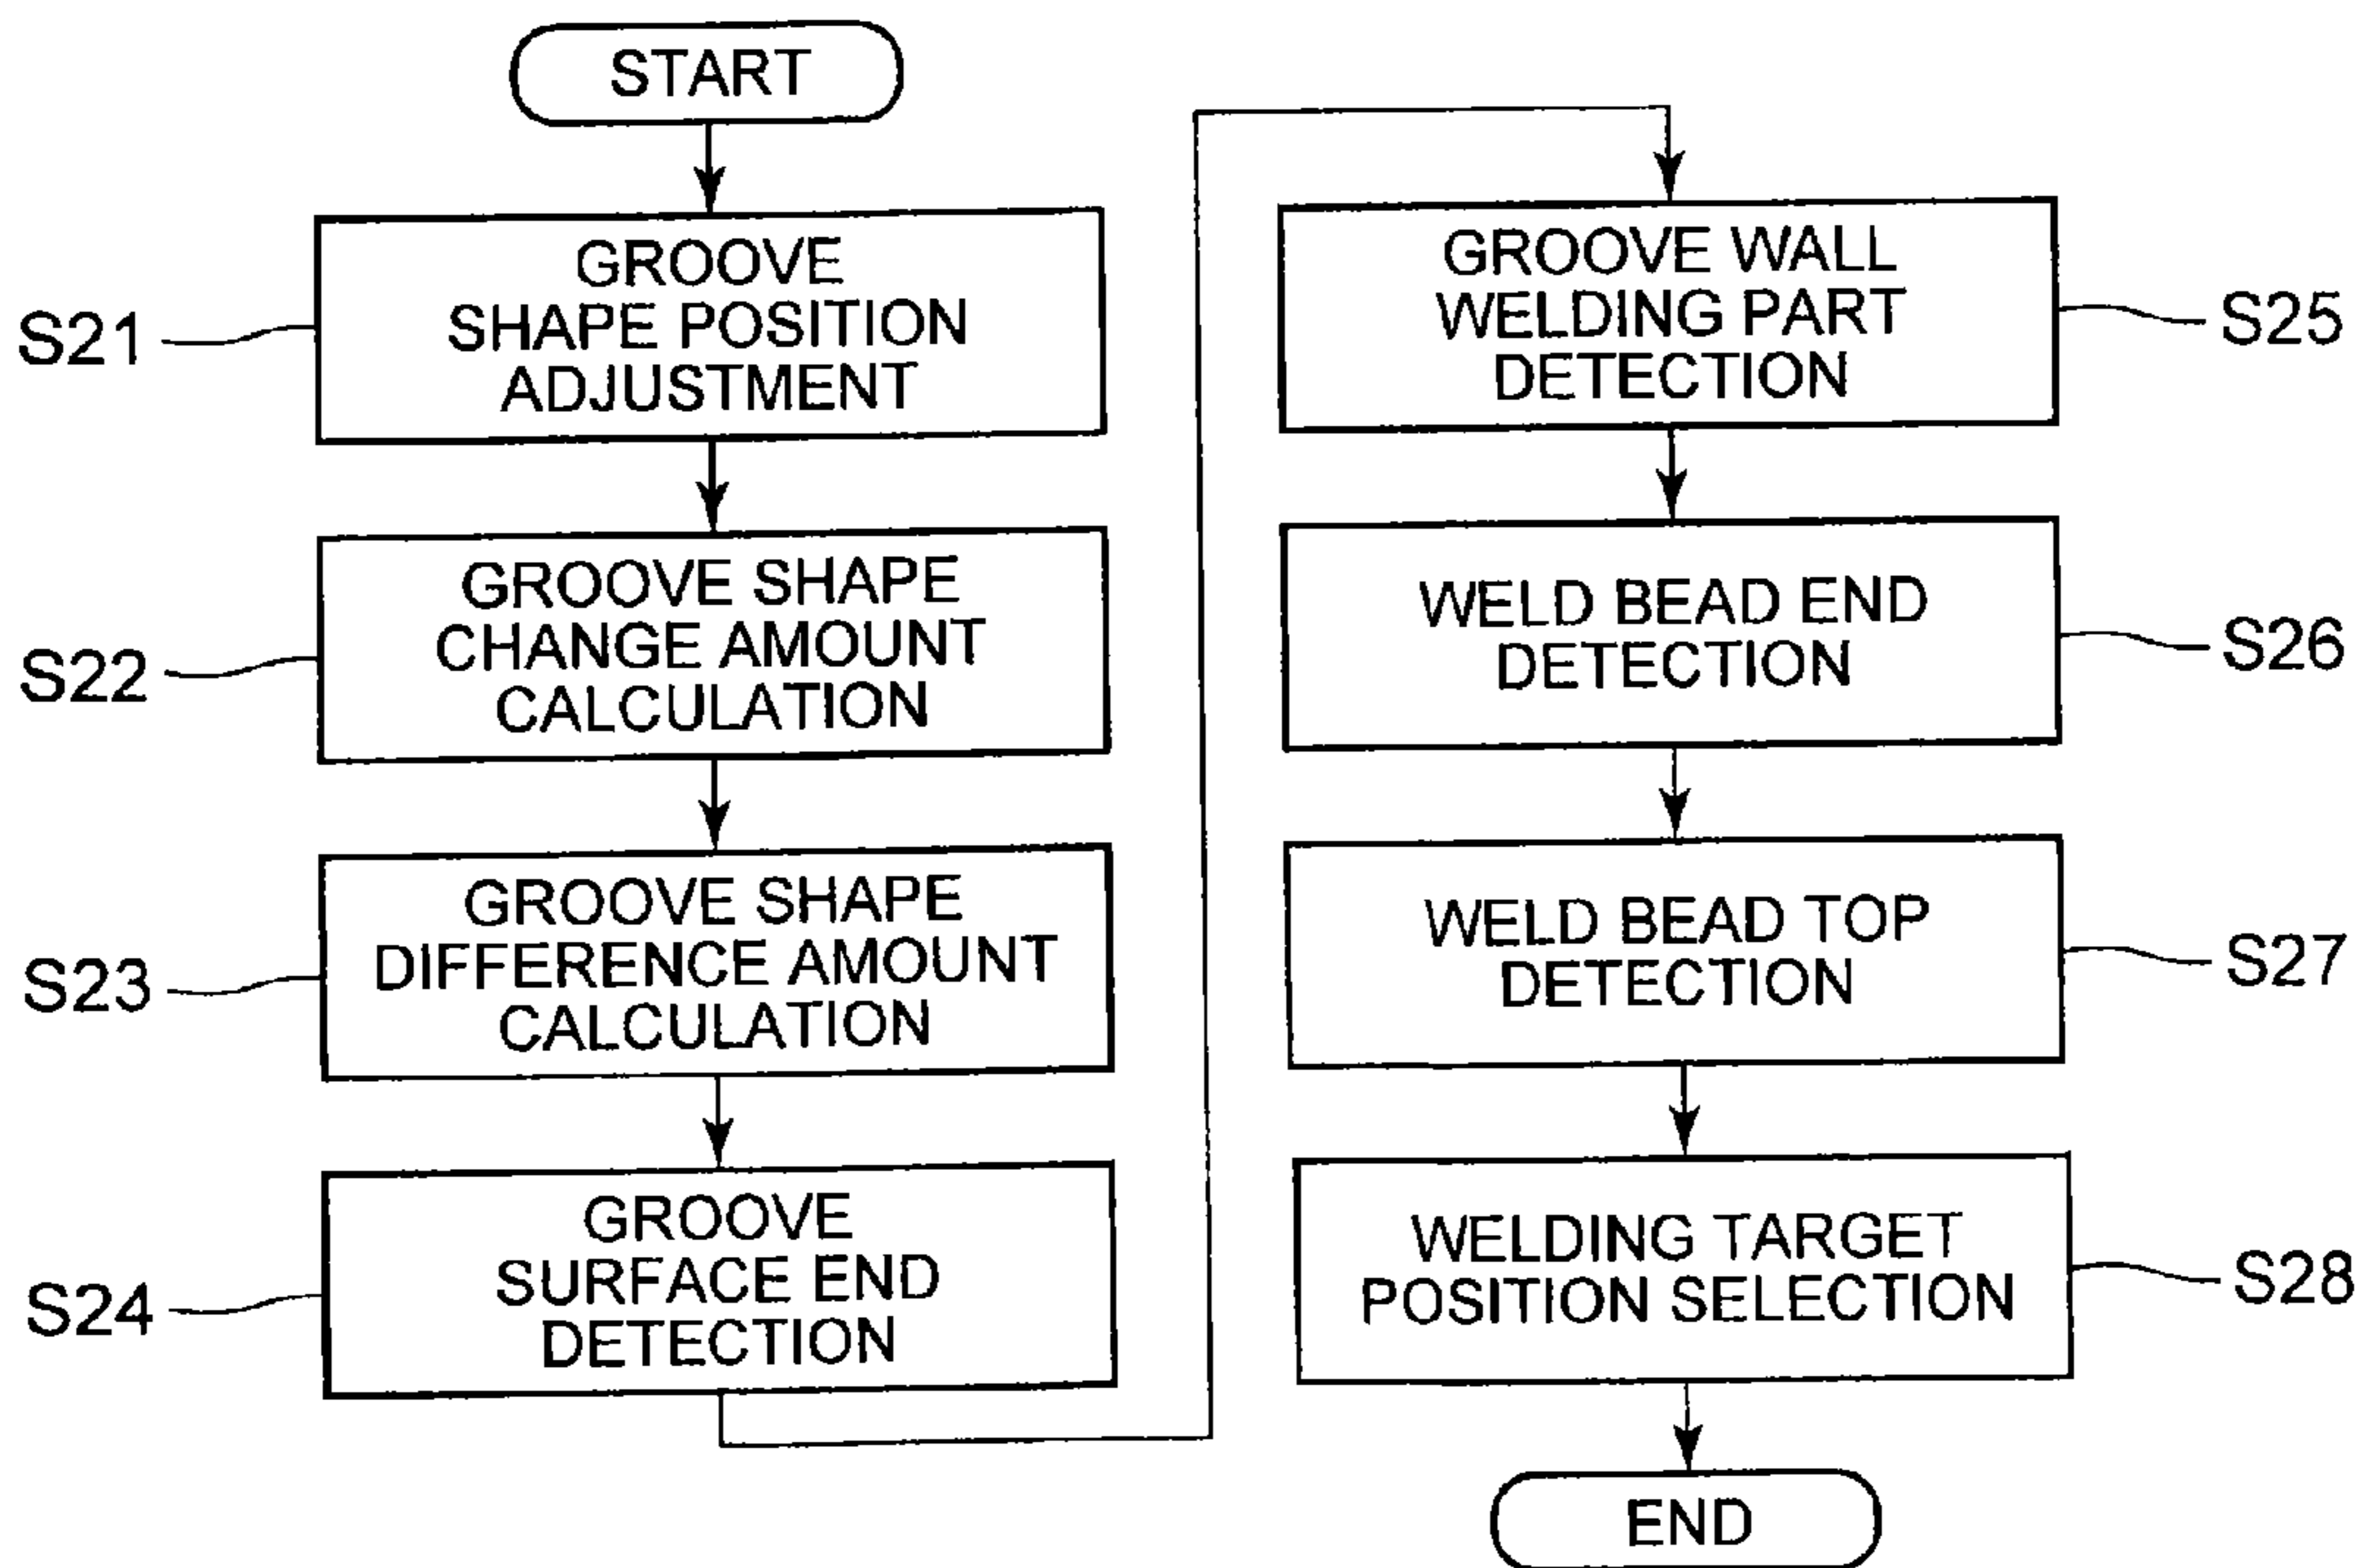 START
S21
GROOVE
SHAPE POSITION
ADJUSTMENT
S22
GROOVE SHAPE
CHANGE AMOUNT
CALCULATION
S23
GROOVE SHAPE
DIFFERENCE AMOUNT
CALCULATION
S24
GROOVE
SURFACE END
DETECTION
GROOVE WALL
WELDING PART
DETECTION
S25
WELD BEAD END
DETECTION
S26
WELD BEAD TOP
DETECTION
S27
WELDING TARGET
POSITION SELECTION
S28
END